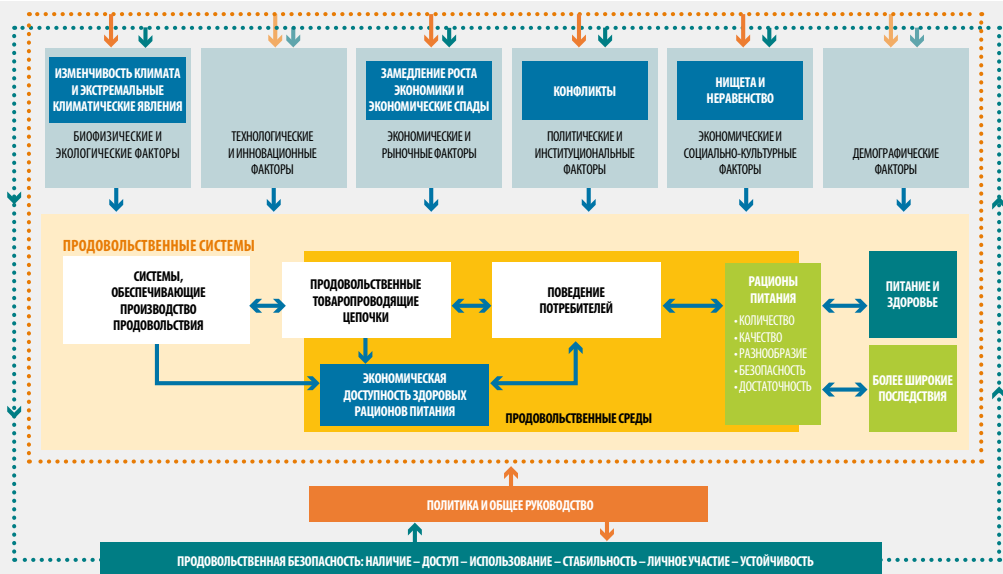 ИЗМЕНЧИВОСТЬ КЛИМАТА
И ЭКСТРЕМАЛЬНЫЕ
КЛИМАТИЧЕСКИЕ ЯВЛЕНИЯ
БИОФИЗИЧЕСКИЕ И
ЭКОЛОГИЧЕСКИЕ ФАКТОРЫ
ТЕХНОЛОГИЧЕСКИЕ
И ИННОВАЦИОННЫЕ
ФАКТОРЫ
ЗАМЕДЛЕНИЕ РОСТА
ЭКОНОМИКИ И
ЭКОНОМИЧЕСКИЕ СПАДЫ
ЭКОНОМИЧЕСКИЕ И
РЫНОЧНЫЕ ФАКТОРЫ
КОНФЛИКТЫ
ПОЛИТИЧЕСКИЕ И
ИНСТИТУЦИОНАЛЬНЫЕ
ФАКТОРЫ
НИЩЕТА И
НЕРАВЕНСТВО
ЭКОНОМИЧЕСКИЕ И
СОЦИАЛЬНО-КУЛЬТУРНЫЕ
ФАКТОРЫ
ДЕМОГРАФИЧЕСКИЕ
ФАКТОРЫ
ПРОДОВОЛЬСТВЕННЫЕ СИСТЕМЫ
СИСТЕМЫ,
ОБЕСПЕЧИВАЮЩИЕ
ПРОИЗВОДСТВО
ПРОДОВОЛЬСТВИЯ
ПРОДОВОЛЬСТВЕННЫЕ
ТОВАРОПРОВОДЯЩИЕ
ЦЕПОЧКИ
ПОВЕДЕНИЕ
ПОТРЕБИТЕЛЕЙ
РАЦИОНЫ
ПИТАНИЯ
• КОЛИЧЕСТВО
• КАЧЕСТВО
• РАЗНООБРАЗИЕ
• БЕЗОПАСНОСТЬ
• ДОСТАТОЧНОСТЬ
ПИТАНИЕ И
ЗДОРОВЬЕ
БОЛЕЕ ШИРОКИЕ
ПОСЛЕДСТВИЯ
ЭКОНОМИЧЕСКАЯ
ДОСТУПНОСТЬ ЗДОРОВЫХ
РАЦИОНОВ ПИТАНИЯ
ПРОДОВОЛЬСТВЕННЫЕ СРЕДЫ
ПОЛИТИКА И ОБЩЕЕ РУКОВОДСТВО
ПРОДОВОЛЬСТВЕННАЯ БЕЗОПАСНОСТЬ: НАЛИЧИЕ – ДОСТУП – ИСПОЛЬЗОВАНИЕ – СТАБИЛЬНОСТЬ – ЛИЧНОЕ УЧАСТИЕ – УСТОЙЧИВОСТЬ